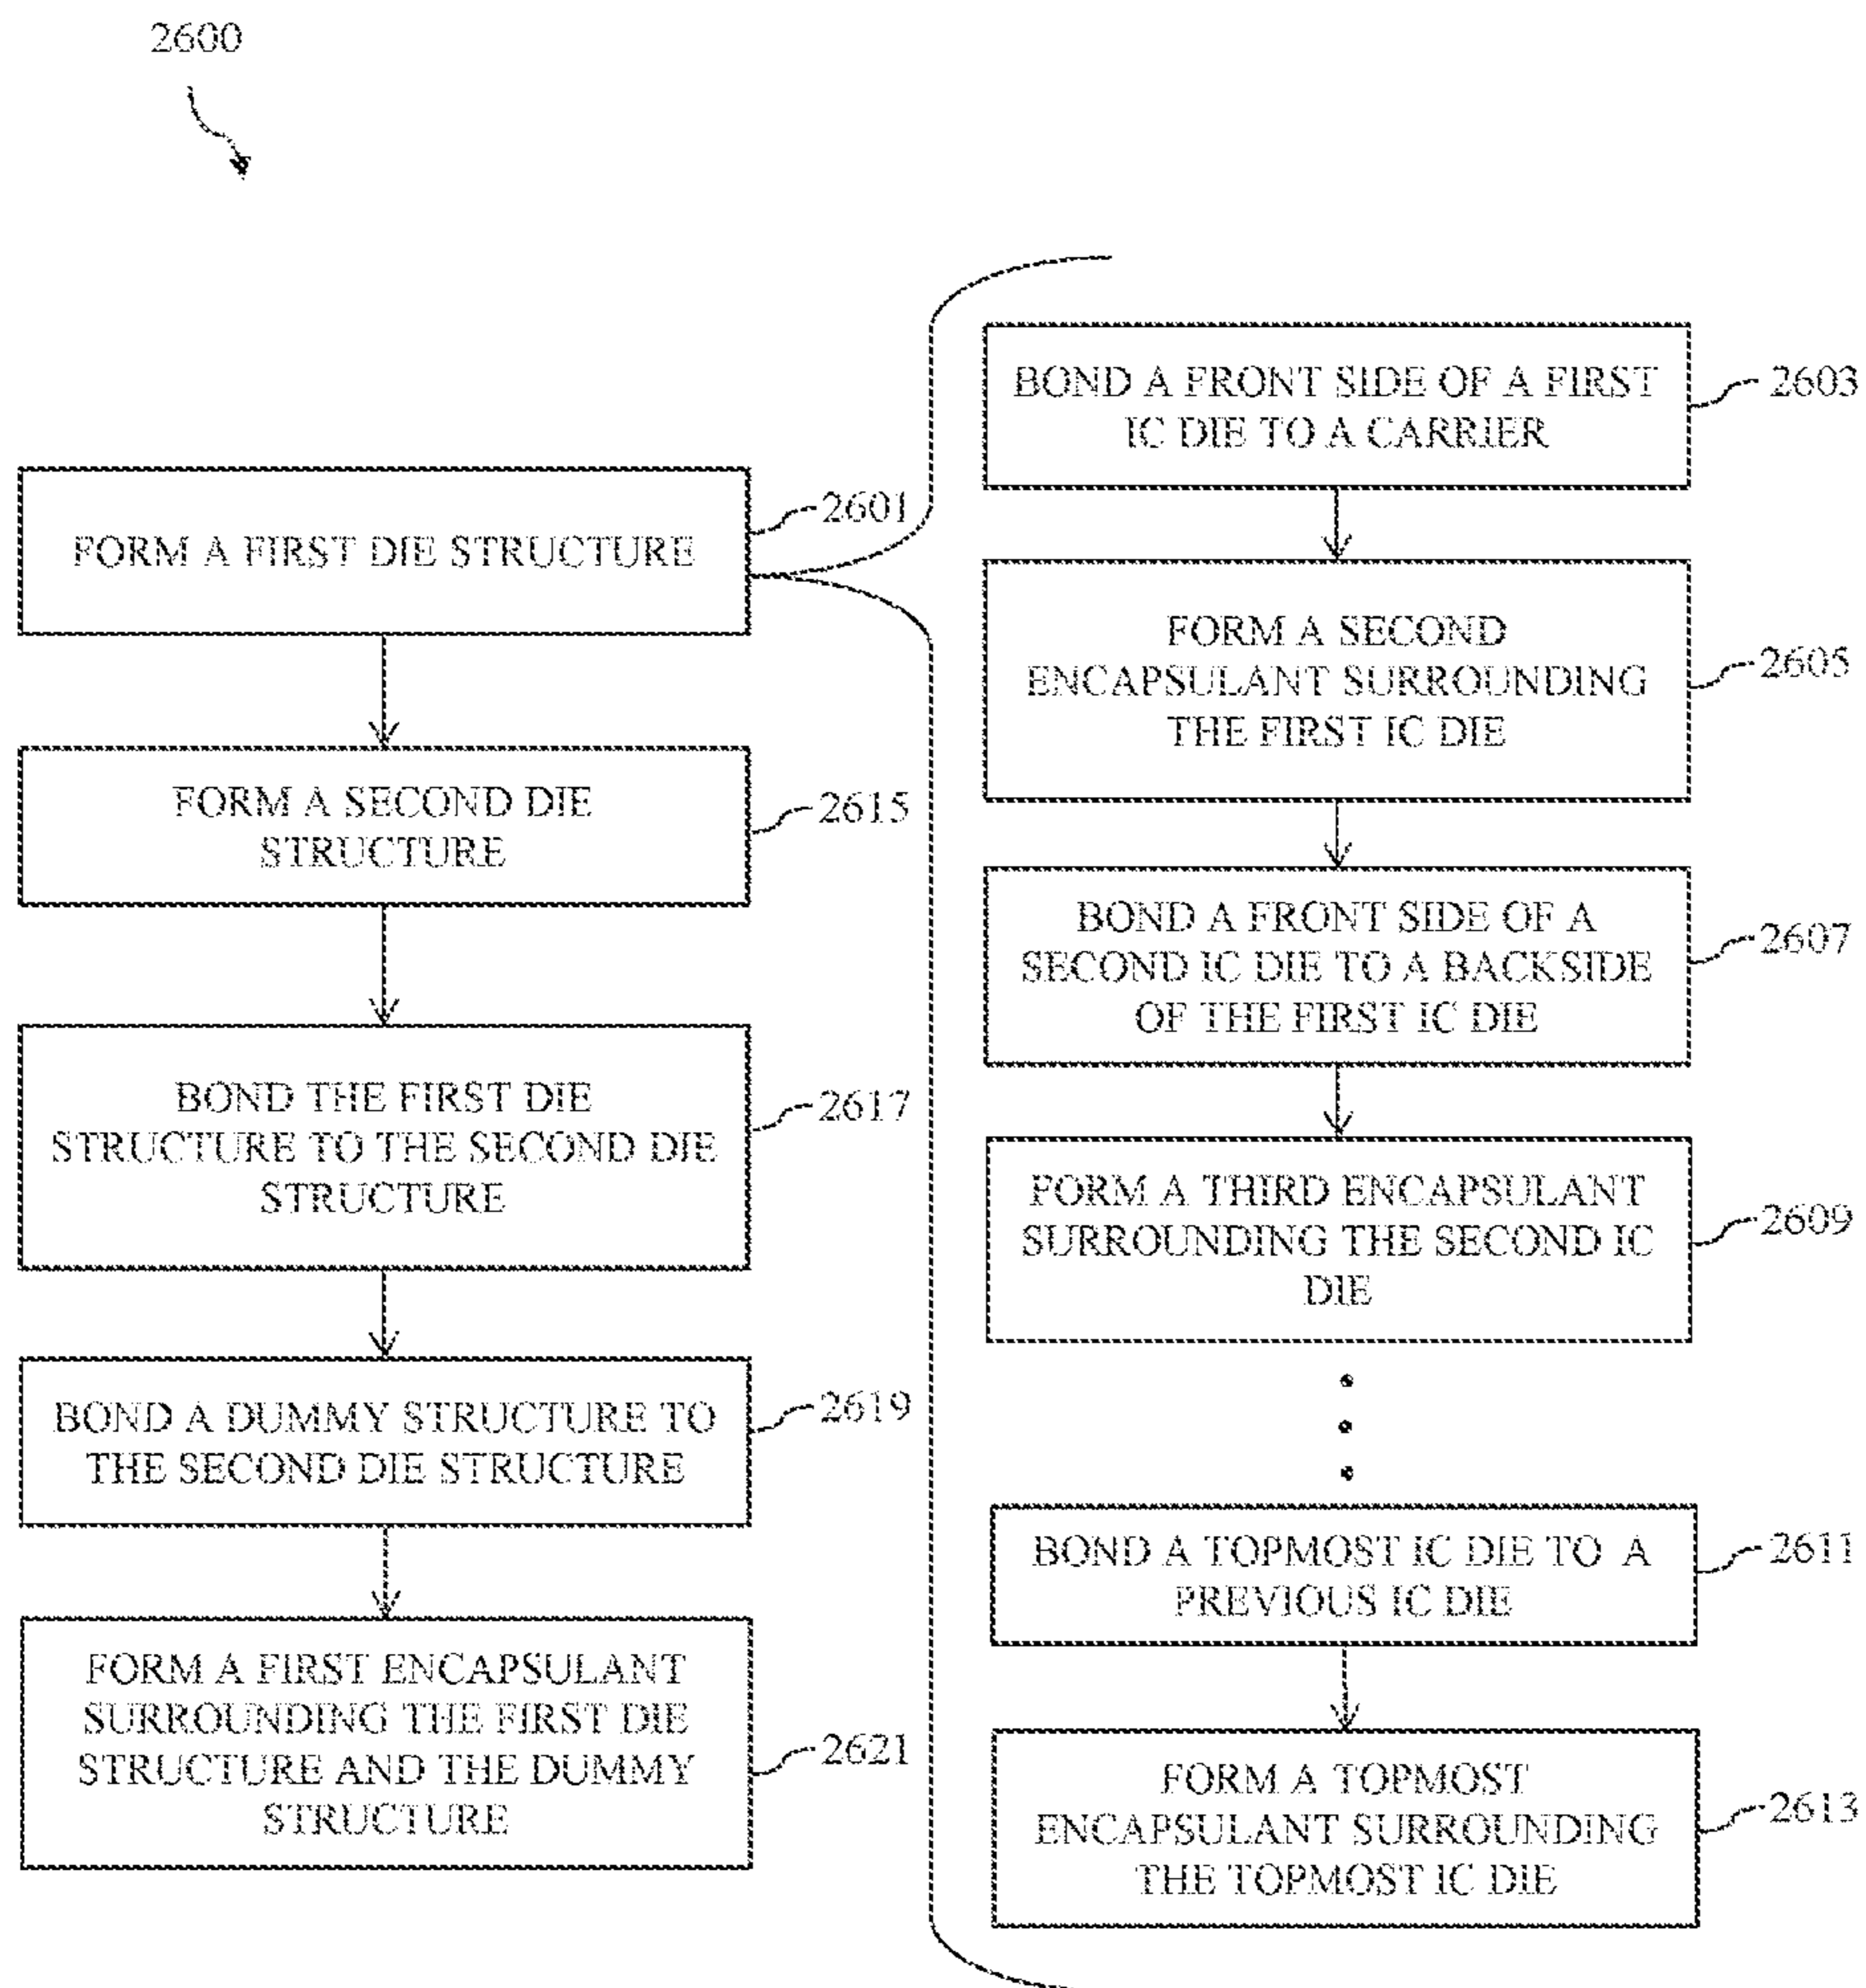 2600
FORM A FIRST DIE STRUCTURE
2601
FORM A SECOND DIE
STRUCTURE
2615
BOND THE FIRST DIE
STRUCTURE TO THE SECOND DIE
STRUCTURE
2617
BOND A DUMMY STRUCTURE TO
THE SECOND DIE STRUCTURE
2619
FORM A FIRST ENCAPSULANT
SURROUNDING THE FIRST DIE
STRUCTURE AND THE DUMMY
STRUCTURE
2621
BOND A FRONT SIDE OF A FIRST
IC DIE TO A CARRIER
2603
FORM A SECOND
ENCAPSULANT SURROUNDING
THE FIRST IC DIE
2605
BOND A FRONT SIDE OF A
SECOND IC DIE TO A BACKSIDE
OF THE FIRST IC DIE
2607
FORM A THIRD ENCAPSULANT
SURROUNDING THE SECOND IC
DIE
2609
BOND A TOPMOST IC DIE TO A
PREVIOUS IC DIE
2611
FORM A TOPMOST
ENCAPSULANT SURROUNDING
THE TOPMOST IC DIE
2613